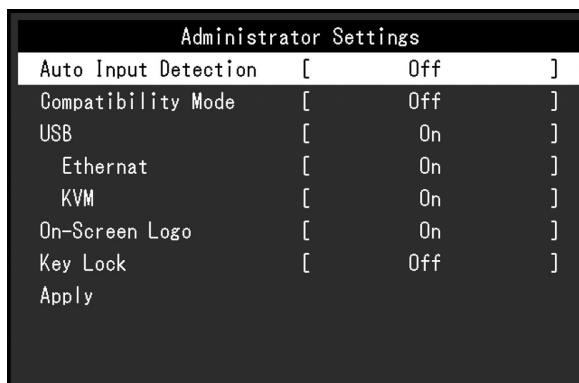 Administrator Settings
Auto Input Detection [ Off ]
Compatibility Mode [ Off ]
USB [ On ]
Ethernat [ On ]
KVM [ On ]
On-Screen Logo [ On ]
Key Lock [ Off ]
Apply